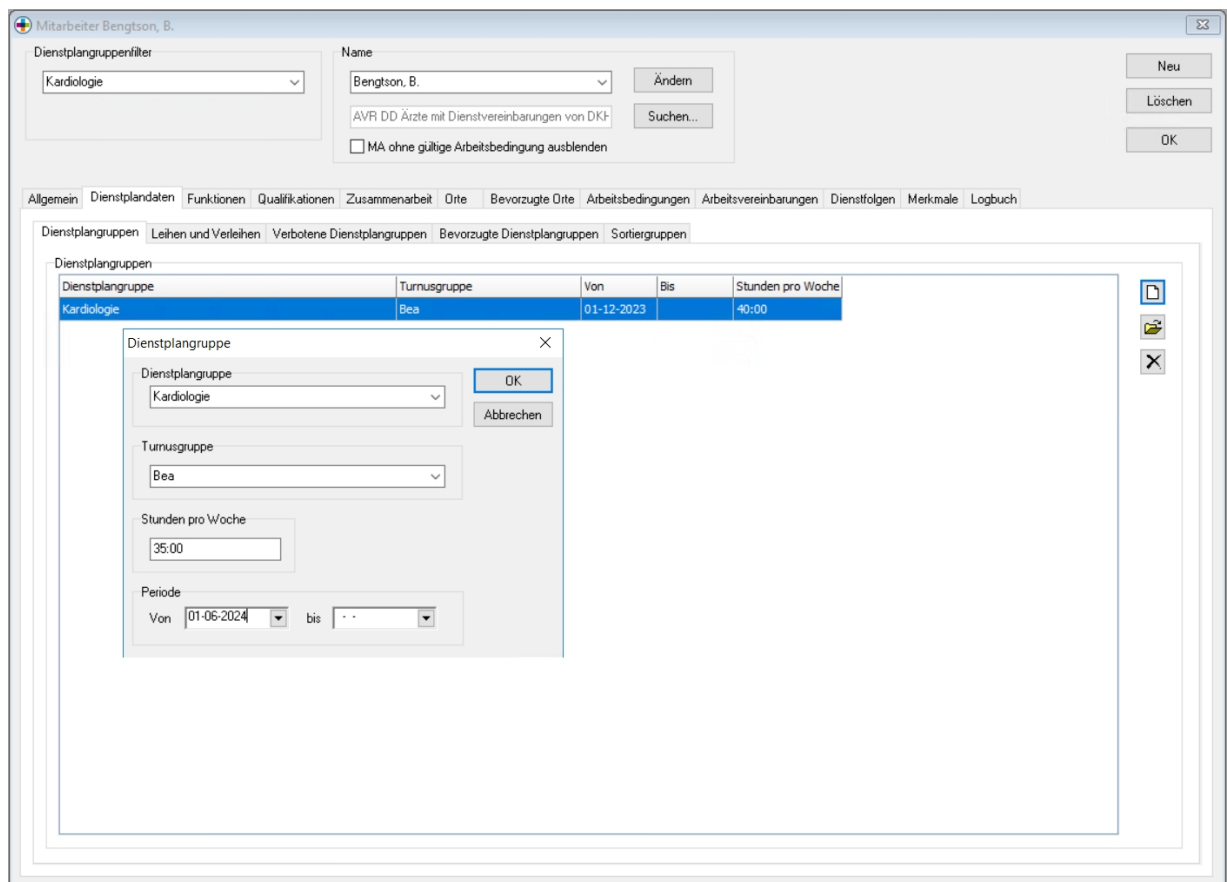 Mitarbeiter Bengtson, B.
Dienstplangruppenfilter
Kardiologie
Name
Bengtson, B.
Ändern
AVR DD Ärzte mit Dienstvereinbarungen von DKH
Suchen...
MA ohne gültige Arbeitsbedingung ausblenden
Neu
Löschen
OK
Allgemein Dienstplandaten Funktionen Qualifikationen Zusammenarbeit Orte Bevorzugte Orte Arbeitsbedingungen Arbeitsvereinbarungen Dienstfolgen Merkmale Logbuch
Dienstplangruppen Leihen und Verleihen Verbotene Dienstplangruppen Bevorzugte Dienstplangruppen Sortiergruppen
Dienstplangruppen
Dienstplangruppe Turnusgruppe Von Bis Stunden pro Woche
Kardiologie Bea 01-12-2023 40:00
Dienstplangruppe
Dienstplangruppe
Kardiologie
OK
Abbrechen
Turnusgruppe
Bea
Stunden pro Woche
35:00
Periode
Von 01-06-2024 bis - -